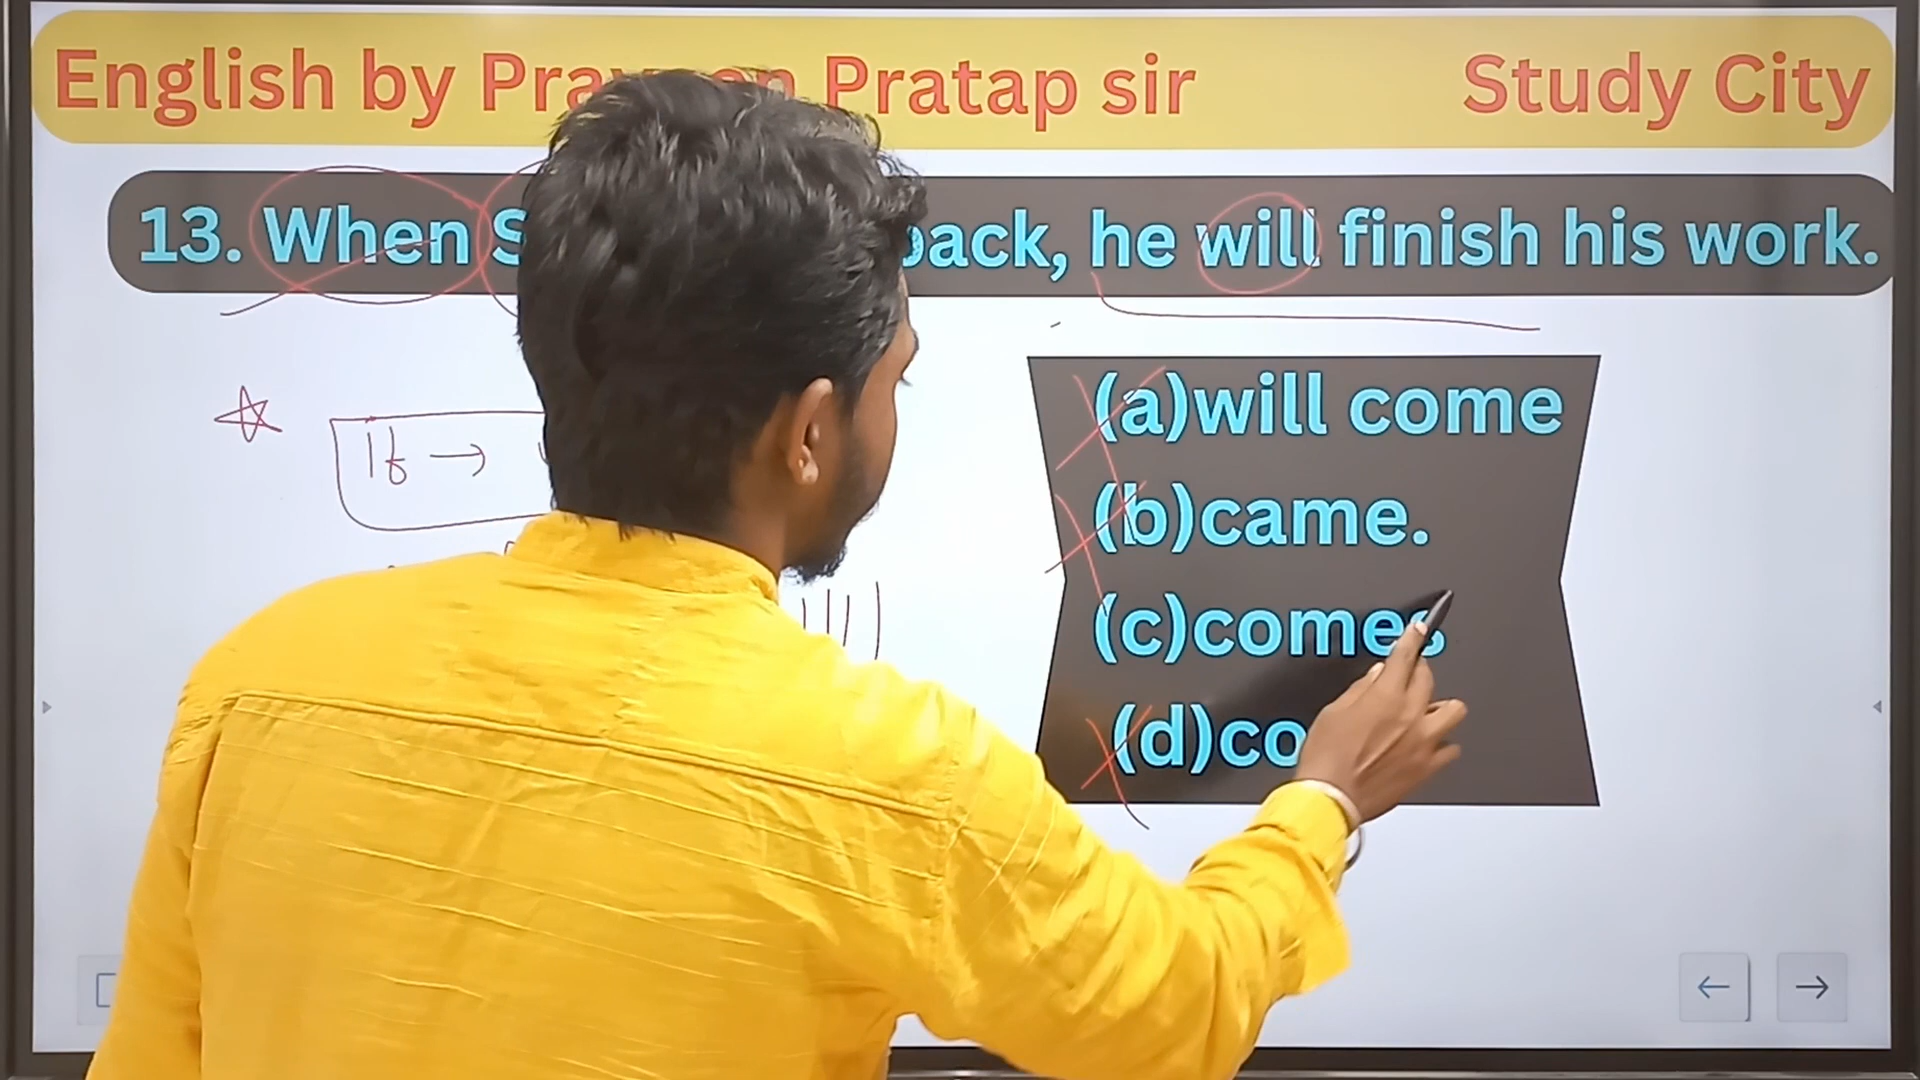 English by Pratap sir
Study City
13. When back, he will finish his work.
If →
(a)will come
(b)came.
(c)comes
(d)co